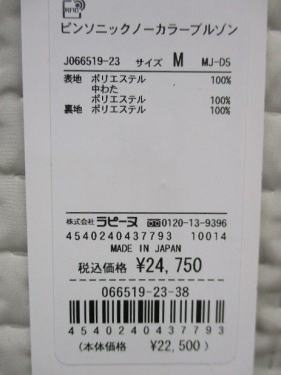 RFID
ピンソニックノーカラーブルゾン
J066519-23 サイズ M MJ-DS
表地 ポリエステル 100%
中わた
ポリエステル 100%
裏地 ポリエステル 100%
株式会社 ラピーヌ 0120-13-9396
4540240437793 10014
MADE IN JAPAN
税込価格 ¥24,750
066519-23-38
4540240437793
(本体価格 ¥22,500)